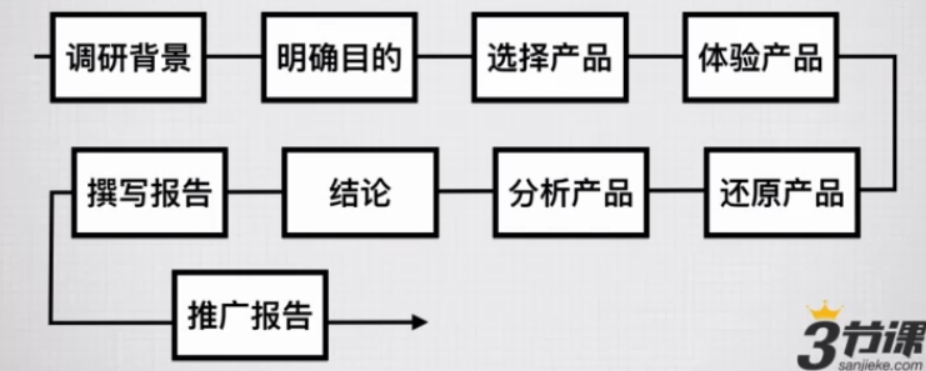 调研背景
明确目的
选择产品
体验产品
还原产品
分析产品
结论
撰写报告
推广报告
3节课
sanjieke.com